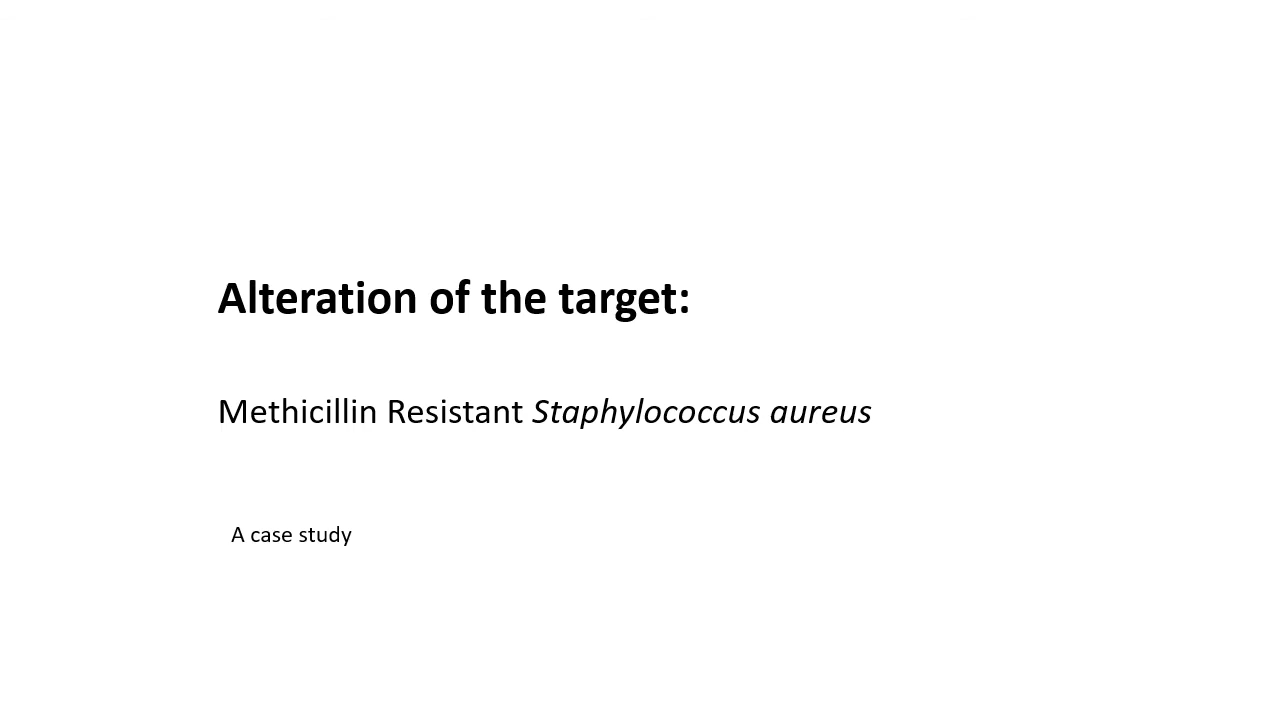 Alteration of the target:
Methicillin Resistant Staphylococcus aureus
A case study